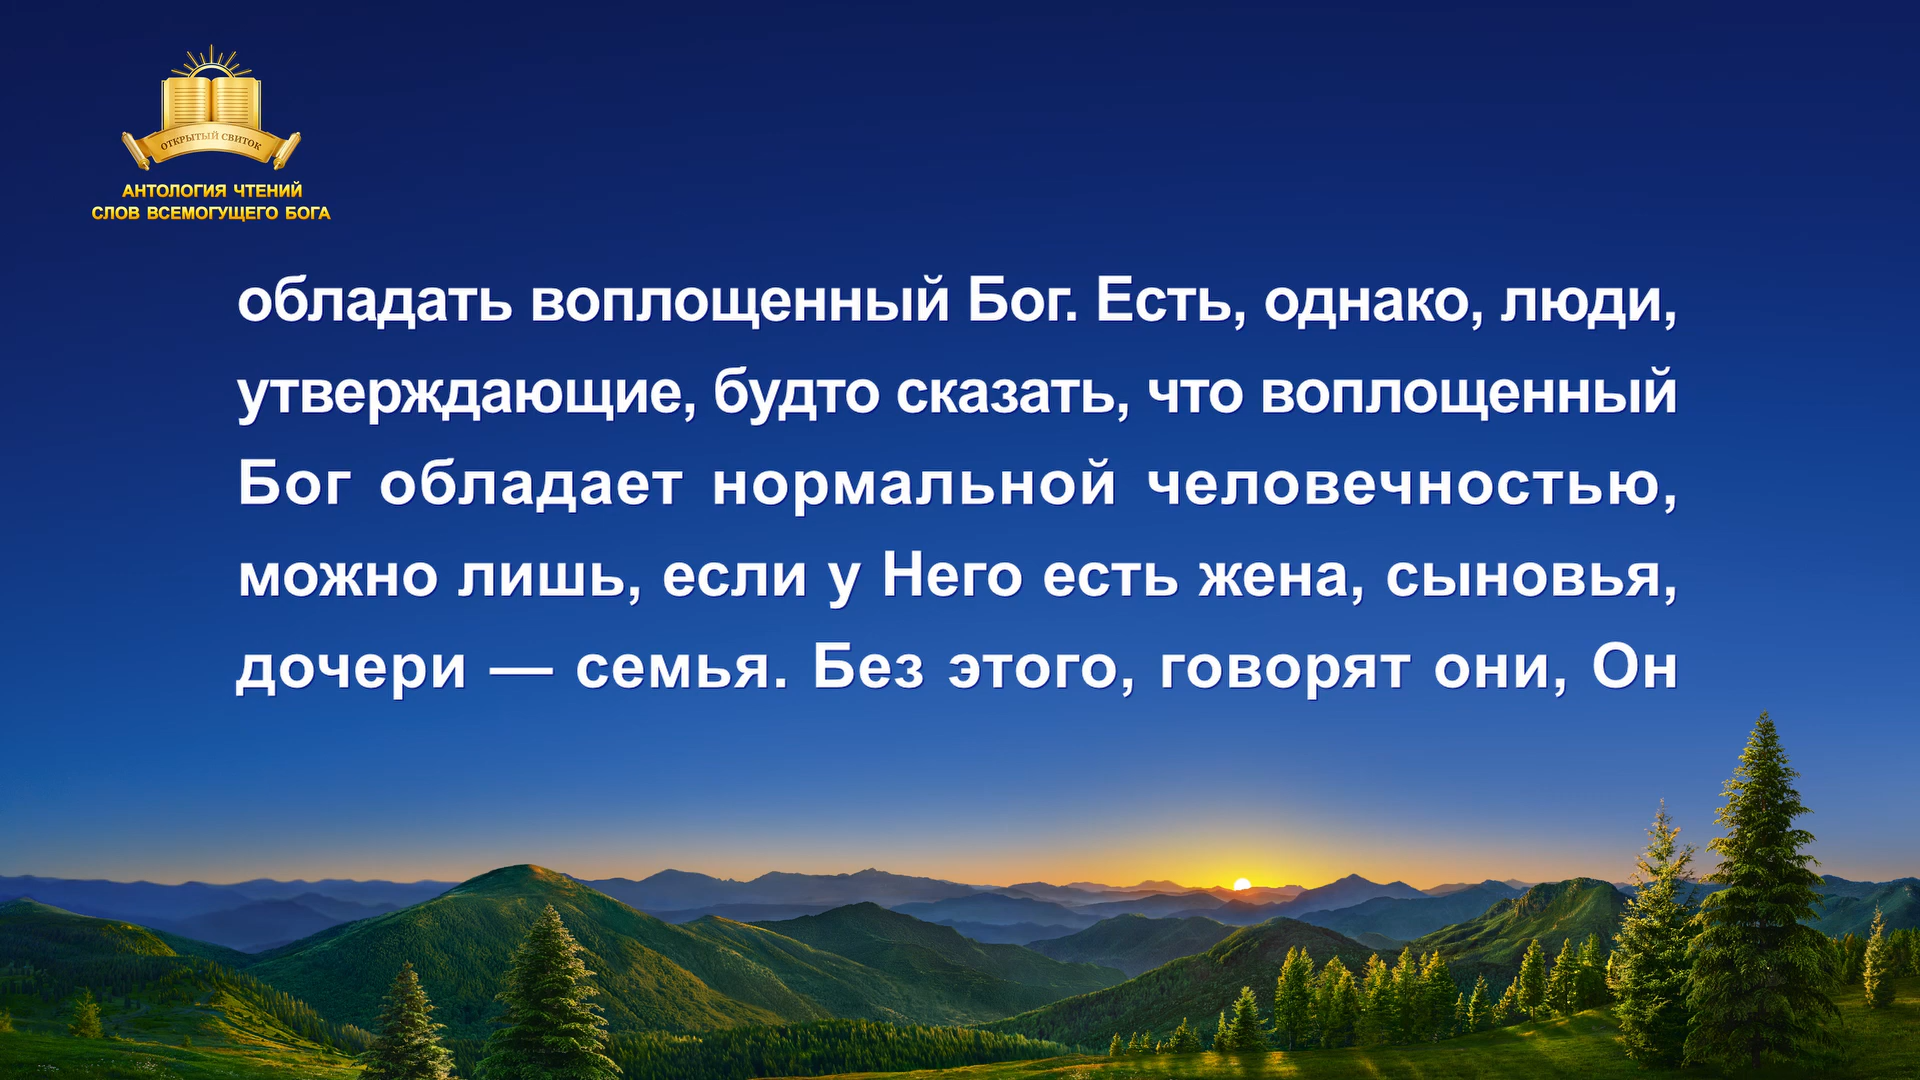 ОТКРЫТЫЙ СВИТОК
АНТОЛОГИЯ ЧТЕНИЙ
СЛОВ ВСЕМОГУЩЕГО БОГА
обладать воплощенный Бог. Есть, однако, люди,
утверждающие, будто сказать, что воплощенный
Бог обладает нормальной человечностью,
можно лишь, если у Него есть жена, сыновья,
дочери — семья. Без этого, говорят они, Он